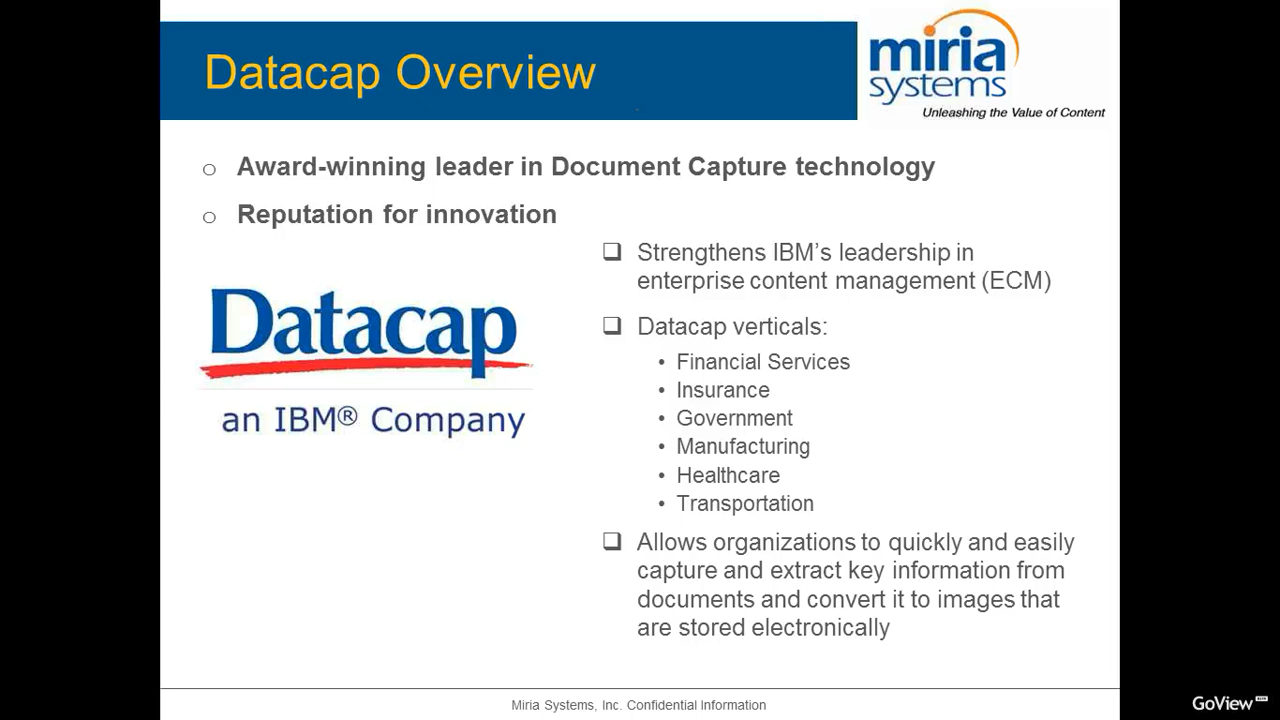 Datacap Overview
miria
systems
Unleashing the Value of Content
Award-winning leader in Document Capture technology
Reputation for innovation
Datacap
an IBM® Company
Strengthens IBM’s leadership in
enterprise content management (ECM)
Datacap verticals:
• Financial Services
• Insurance
• Government
• Manufacturing
• Healthcare
• Transportation
Allows organizations to quickly and easily
capture and extract key information from
documents and convert it to images that
are stored electronically
Miria Systems, Inc. Confidential Information
GoView BETA